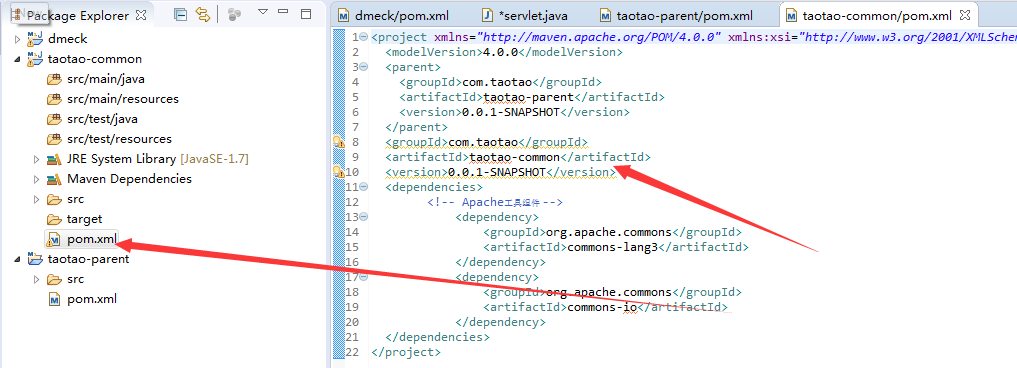 Package Explorer
dmeck
taotao-common
src/main/java
src/main/resources
src/test/java
src/test/resources
JRE System Library [JavaSE-1.7]
Maven Dependencies
src
target
pom.xml
taotao-parent
src
pom.xml
dmeck/pom.xml
*servlet.java
taotao-parent/pom.xml
taotao-common/pom.xml
1 <project xmlns="http://maven.apache.org/POM/4.0.0" xmlns:xsi="http://www.w3.org/2001/XMLSchem
2 <modelVersion>4.0.0</modelVersion>
3 <parent>
4 <groupId>com.taotao</groupId>
5 <artifactId>taotao-parent</artifactId>
6 <version>0.0.1-SNAPSHOT</version>
7 </parent>
8 <groupId>com.taotao</groupId>
9 <artifactId>taotao-common</artifactId>
10 <version>0.0.1-SNAPSHOT</version>
11 <dependencies>
12 <!-- Apache工具组件 -->
13 <dependency>
14 <groupId>org.apache.commons</groupId>
15 <artifactId>commons-lang3</artifactId>
16 </dependency>
17 <dependency>
18 <groupId>org.apache.commons</groupId>
19 <artifactId>commons-io</artifactId>
20 </dependency>
21 </dependencies>
22 </project>